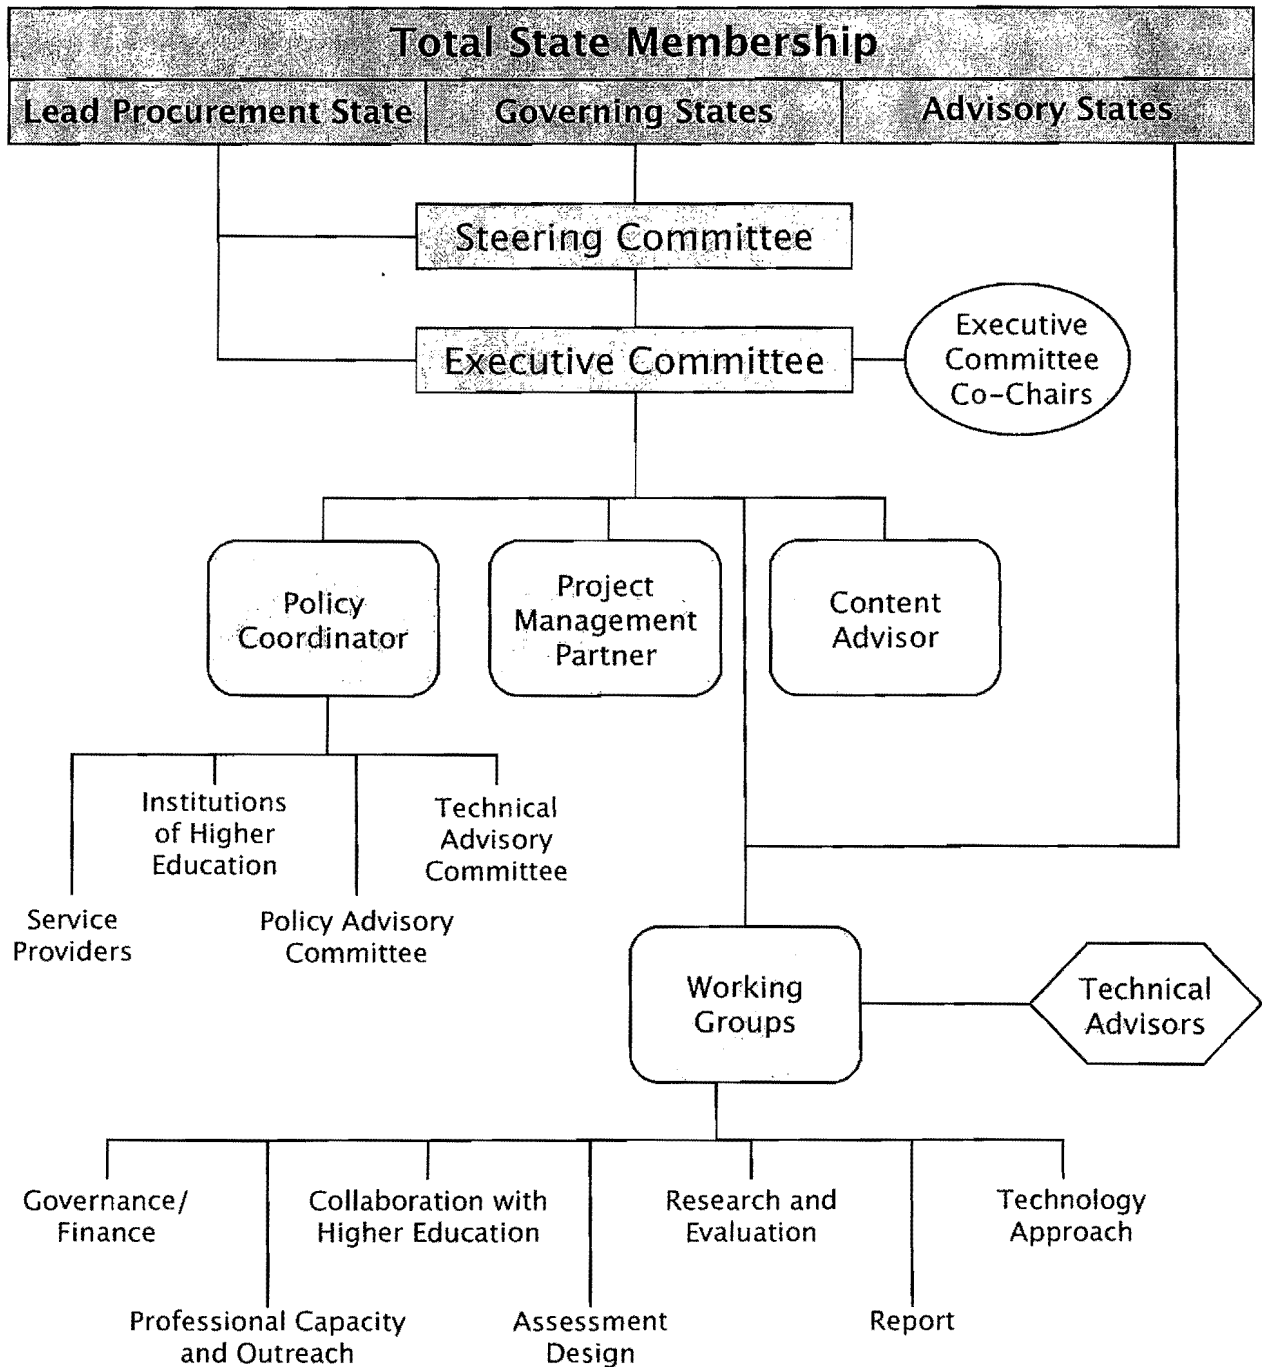 Total State Membership
Lead Procurement State
Governing States
Advisory States
Steering Committee
Executive Committee
Executive
Committee
Co-Chairs
Policy
Coordinator
Project
Management
Partner
Content
Advisor
Institutions
of Higher
Education
Technical
Advisory
Committee
Service
Providers
Policy Advisory
Committee
Working
Groups
Technical
Advisors
Governance/
Finance
Collaboration with
Higher Education
Research and
Evaluation
Technology
Approach
Professional Capacity
and Outreach
Assessment
Design
Report